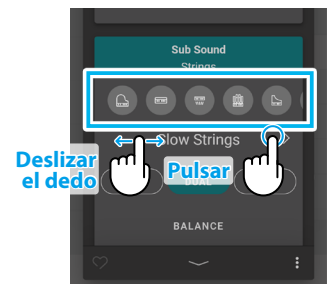 Sub Sound
Strings
Slow Strings
Deslizar
el dedo
Pulsar
DUAL
BALANCE